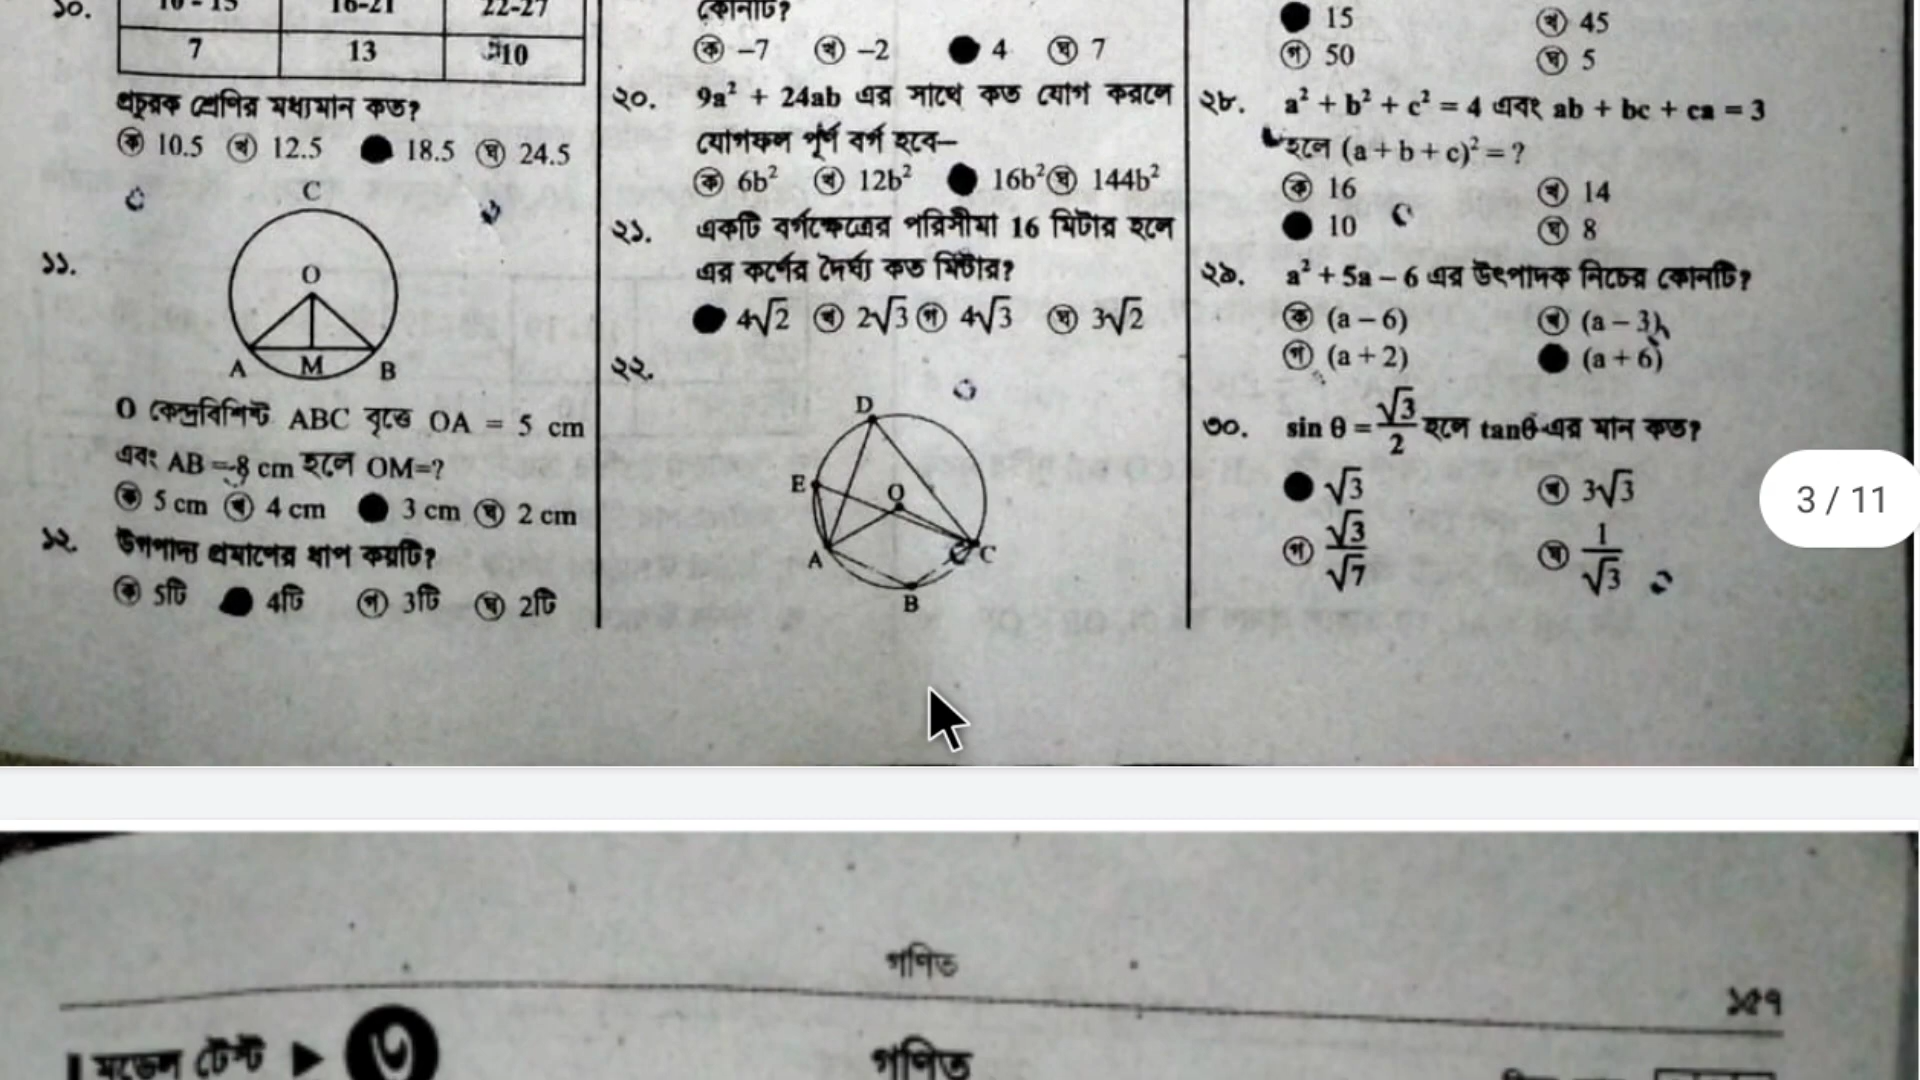 ১০.
10 - 15 16-21 22-27
7 13 10
প্রচুরক শ্রেণির মধ্যমান কত?
ক 10.5 খ 12.5 18.5 ঘ 24.5
১১.
C
O
A M B
O কেন্দ্রবিশিষ্ট ABC বৃত্তে OA = 5 cm
এবং AB = 8 cm হলে OM=?
ক 5 cm খ 4 cm 3 cm ঘ 2 cm
১২. উপপাদ্য প্রমাণের ধাপ কয়টি?
ক 5টি 4টি গ 3টি ঘ 2টি
কোনটি?
ক –7 খ –2 4 ঘ 7
২০. 9a² + 24ab এর সাথে কত যোগ করলে
যোগফল পূর্ণ বর্গ হবে—
ক 6b² খ 12b² 16b² ঘ 144b²
২১. একটি বর্গক্ষেত্রের পরিসীমা 16 মিটার হলে
এর কর্ণের দৈর্ঘ্য কত মিটার?
4√2 খ 2√3 গ 4√3 ঘ 3√2
২২.
D
E
O
A C
B
15 খ 45
গ 50 ঘ 5
২৮. a² + b² + c² = 4 এবং ab + bc + ca = 3
হলে (a + b + c)² = ?
ক 16 খ 14
10 ঘ 8
২৯. a² + 5a – 6 এর উৎপাদক নিচের কোনটি?
ক (a – 6) খ (a – 3)
গ (a + 2) (a + 6)
৩০. sin θ = √3/2 হলে tanθ এর মান কত?
√3 খ 3√3
গ √3/√7 ঘ 1/√3
3 / 11
গণিত
১৫৭
মডেল টেস্ট ▶ ৩ গণিত